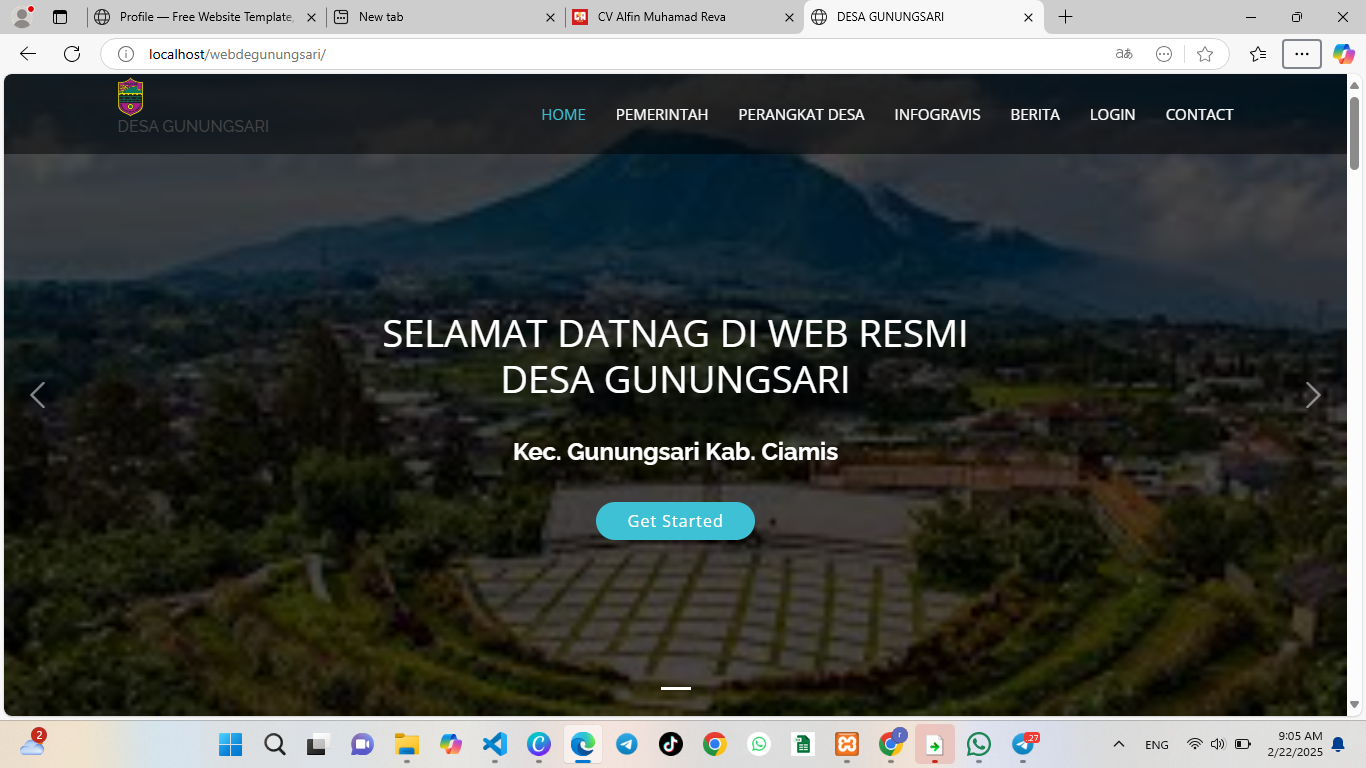 Profile — Free Website Template,
New tab
CV Alfin Muhamad Reva
DESA GUNUNGSARI
localhost/webdegunungsari/
DESA GUNUNGSARI
HOME PEMERINTAH PERANGKAT DESA INFOGRAVIS BERITA LOGIN CONTACT
SELAMAT DATNAG DI WEB RESMI
DESA GUNUNGSARI
Kec. Gunungsari Kab. Ciamis
Get Started
2
r
27
ENG
9:05 AM
2/22/2025